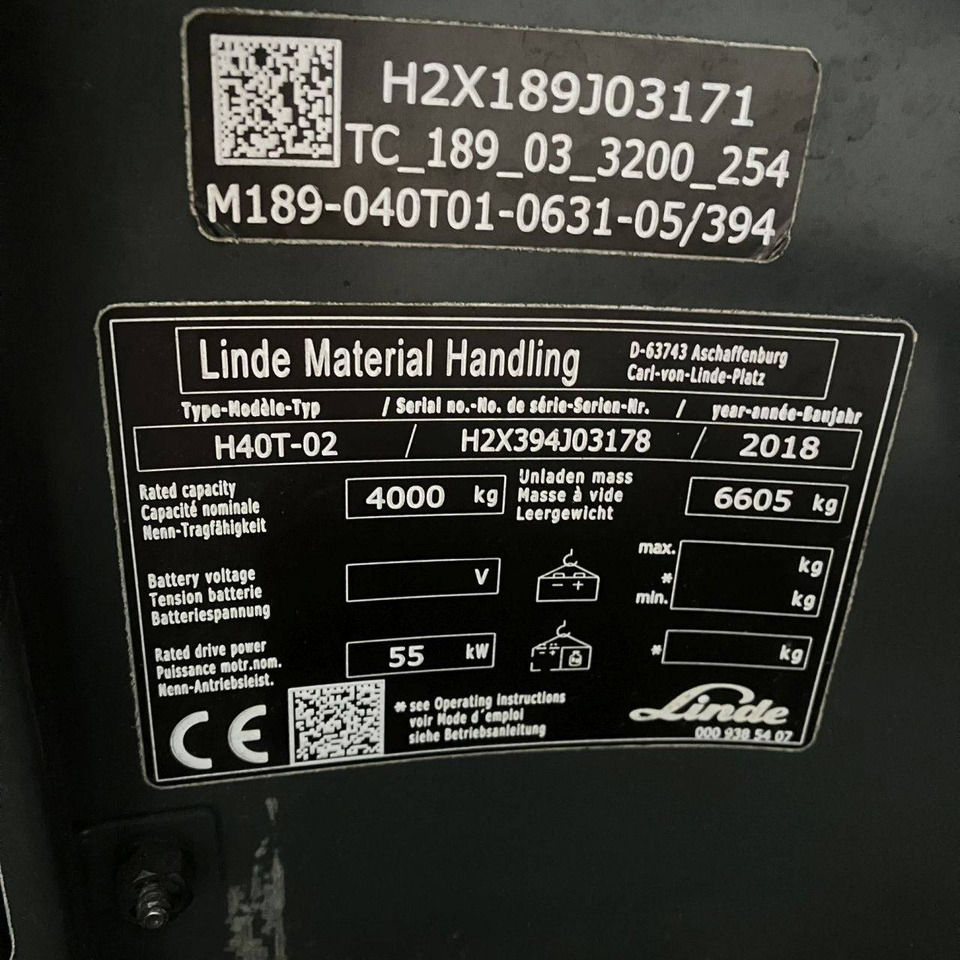 H2X189J03171
TC_189_03_3200_254
M189-040T01-0631-05/394
Linde Material Handling
D-63743 Aschaffenburg
Carl-von-Linde-Platz
Type-Modèle-Typ / Serial no.-No. de série-Serien-Nr. / year-année-Baujahr
H40T-02 / H2X394J03178 / 2018
Rated capacity
Capacité nominale
Nenn-Tragfähigkeit
4000 kg
Unladen mass
Masse à vide
Leergewicht
6605 kg
Battery voltage
Tension batterie
Batteriespannung
V
- +
max. kg
*
min. kg
Rated drive power
Puissance motr.nom.
Nenn-Antriebsleist.
55 kW
* kg
CE
* see Operating instructions
voir Mode d'emploi
siehe Betriebsanleitung
Linde
000 938 54 07